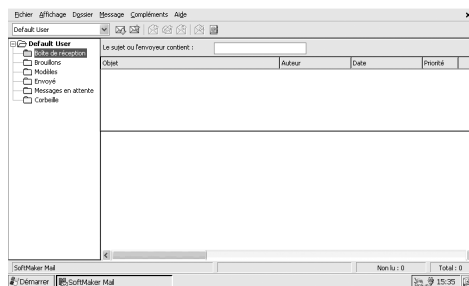 Fichier Affichage Dossier Message Compléments Aide
Default User
Default User
Boîte de réception
Brouillons
Modèles
Envoyé
Messages en attente
Corbeille
Le sujet ou l'envoyeur contient :
Objet Auteur Date Priorité
SoftMaker Mail Non lu : 0 Total : 0
Démarrer SoftMaker Mail 15:35